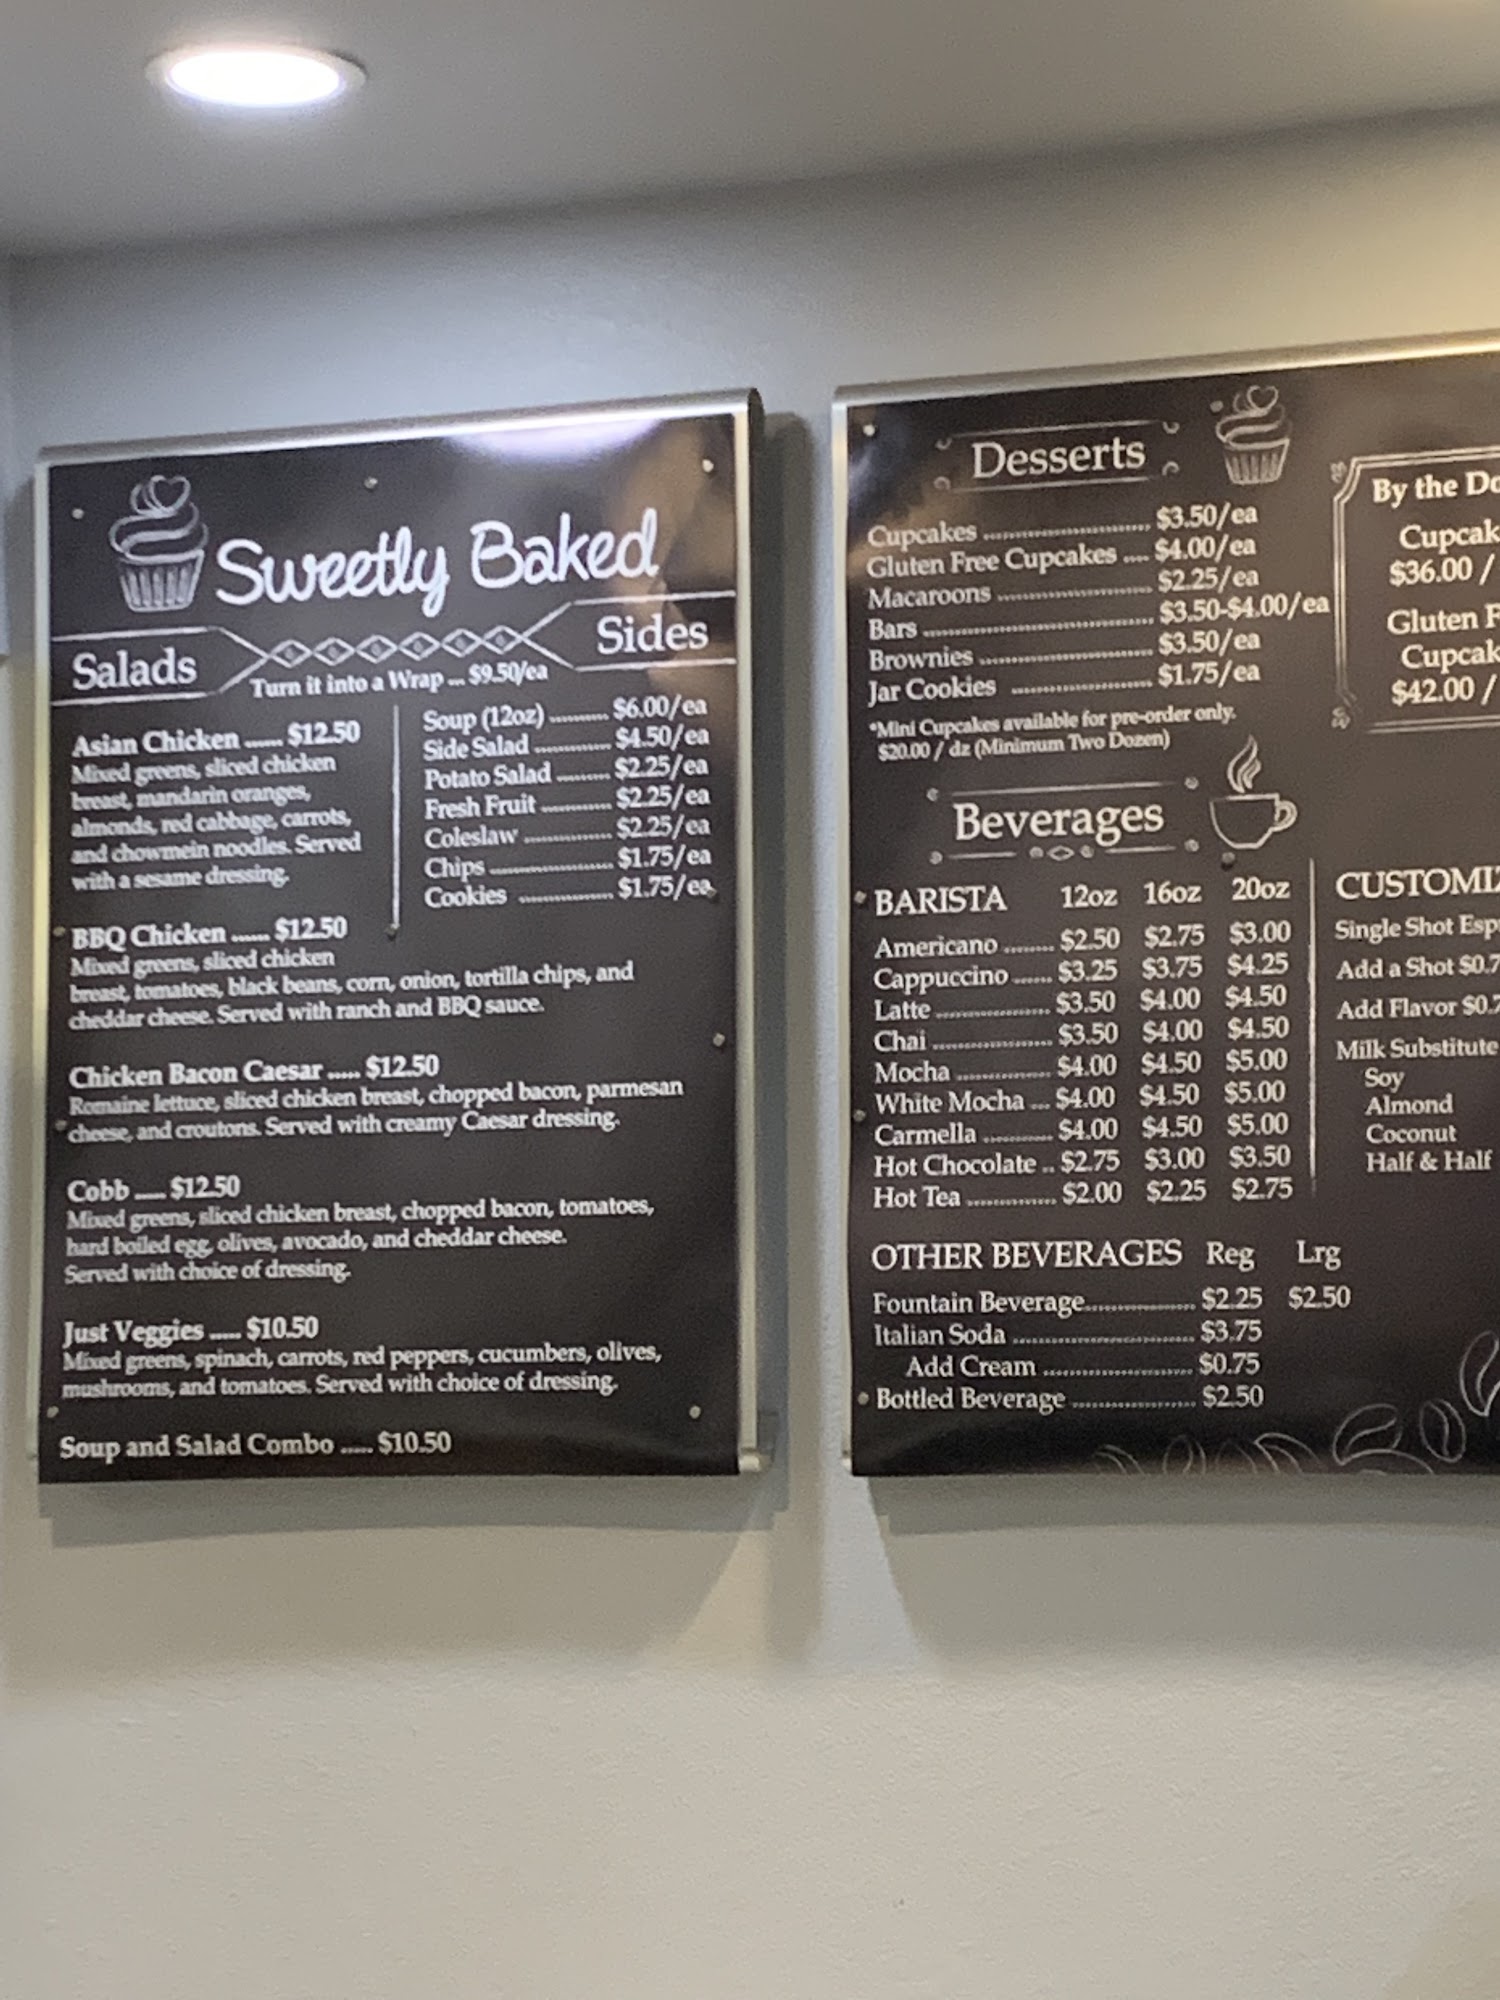 Sweetly Baked
Salads
Sides
Turn it into a Wrap ... $9.50/ea
Asian Chicken ...... $12.50
Mixed greens, sliced chicken
breast, mandarin oranges,
almonds, red cabbage, carrots,
and chowmein noodles. Served
with a sesame dressing.
Soup (12oz) .......... $6.00/ea
Side Salad ............. $4.50/ea
Potato Salad ......... $2.25/ea
Fresh Fruit ............ $2.25/ea
Coleslaw ............... $2.25/ea
Chips ..................... $1.75/ea
Cookies ................ $1.75/ea
BBQ Chicken ...... $12.50
Mixed greens, sliced chicken
breast, tomatoes, black beans, corn, onion, tortilla chips, and
cheddar cheese. Served with ranch and BBQ sauce.
Chicken Bacon Caesar ..... $12.50
Romaine lettuce, sliced chicken breast, chopped bacon, parmesan
cheese, and croutons. Served with creamy Caesar dressing.
Cobb ..... $12.50
Mixed greens, sliced chicken breast, chopped bacon, tomatoes,
hard boiled egg, olives, avocado, and cheddar cheese.
Served with choice of dressing.
Just Veggies ..... $10.50
Mixed greens, spinach, carrots, red peppers, cucumbers, olives,
mushrooms, and tomatoes. Served with choice of dressing.
Soup and Salad Combo ..... $10.50
Desserts
Cupcakes ............................. $3.50/ea
Gluten Free Cupcakes .... $4.00/ea
Macaroons ........................... $2.25/ea
Bars ........................................ $3.50-$4.00/ea
Brownies .............................. $3.50/ea
Jar Cookies ........................ $1.75/ea
*Mini Cupcakes available for pre-order only.
$20.00 / dz (Minimum Two Dozen)
By the Do
Cupcak
$36.00 /
Gluten F
Cupcak
$42.00 /
Beverages
BARISTA 12oz 16oz 20oz
Americano ......... $2.50 $2.75 $3.00
Cappuccino ...... $3.25 $3.75 $4.25
Latte .................... $3.50 $4.00 $4.50
Chai ..................... $3.50 $4.00 $4.50
Mocha ................. $4.00 $4.50 $5.00
White Mocha ... $4.00 $4.50 $5.00
Carmella ............ $4.00 $4.50 $5.00
Hot Chocolate .. $2.75 $3.00 $3.50
Hot Tea ............... $2.00 $2.25 $2.75
CUSTOMIZ
Single Shot Esp
Add a Shot $0.7
Add Flavor $0.7
Milk Substitute
Soy
Almond
Coconut
Half & Half
OTHER BEVERAGES Reg Lrg
Fountain Beverage.................... $2.25 $2.50
Italian Soda ................................ $3.75
Add Cream .......................... $0.75
Bottled Beverage ...................... $2.50